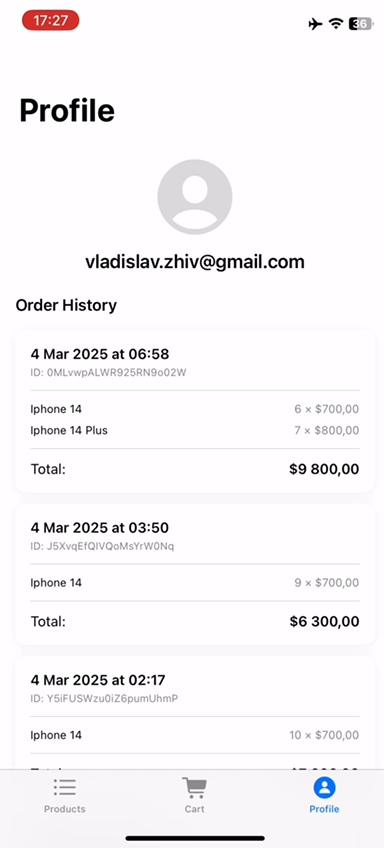 17:27
36
Profile
vladislav.zhiv@gmail.com
Order History
4 Mar 2025 at 06:58
ID: 0MLvwpALWR925RN9o02W
Iphone 14 6 × $700,00
Iphone 14 Plus 7 × $800,00
Total: $9 800,00
4 Mar 2025 at 03:50
ID: J5XvqEfQIVQoMsYrW0Nq
Iphone 14 9 × $700,00
Total: $6 300,00
4 Mar 2025 at 02:17
ID: Y5iFUSWzu0iZ6pumUhmP
Iphone 14 10 × $700,00
Products
Cart
Profile